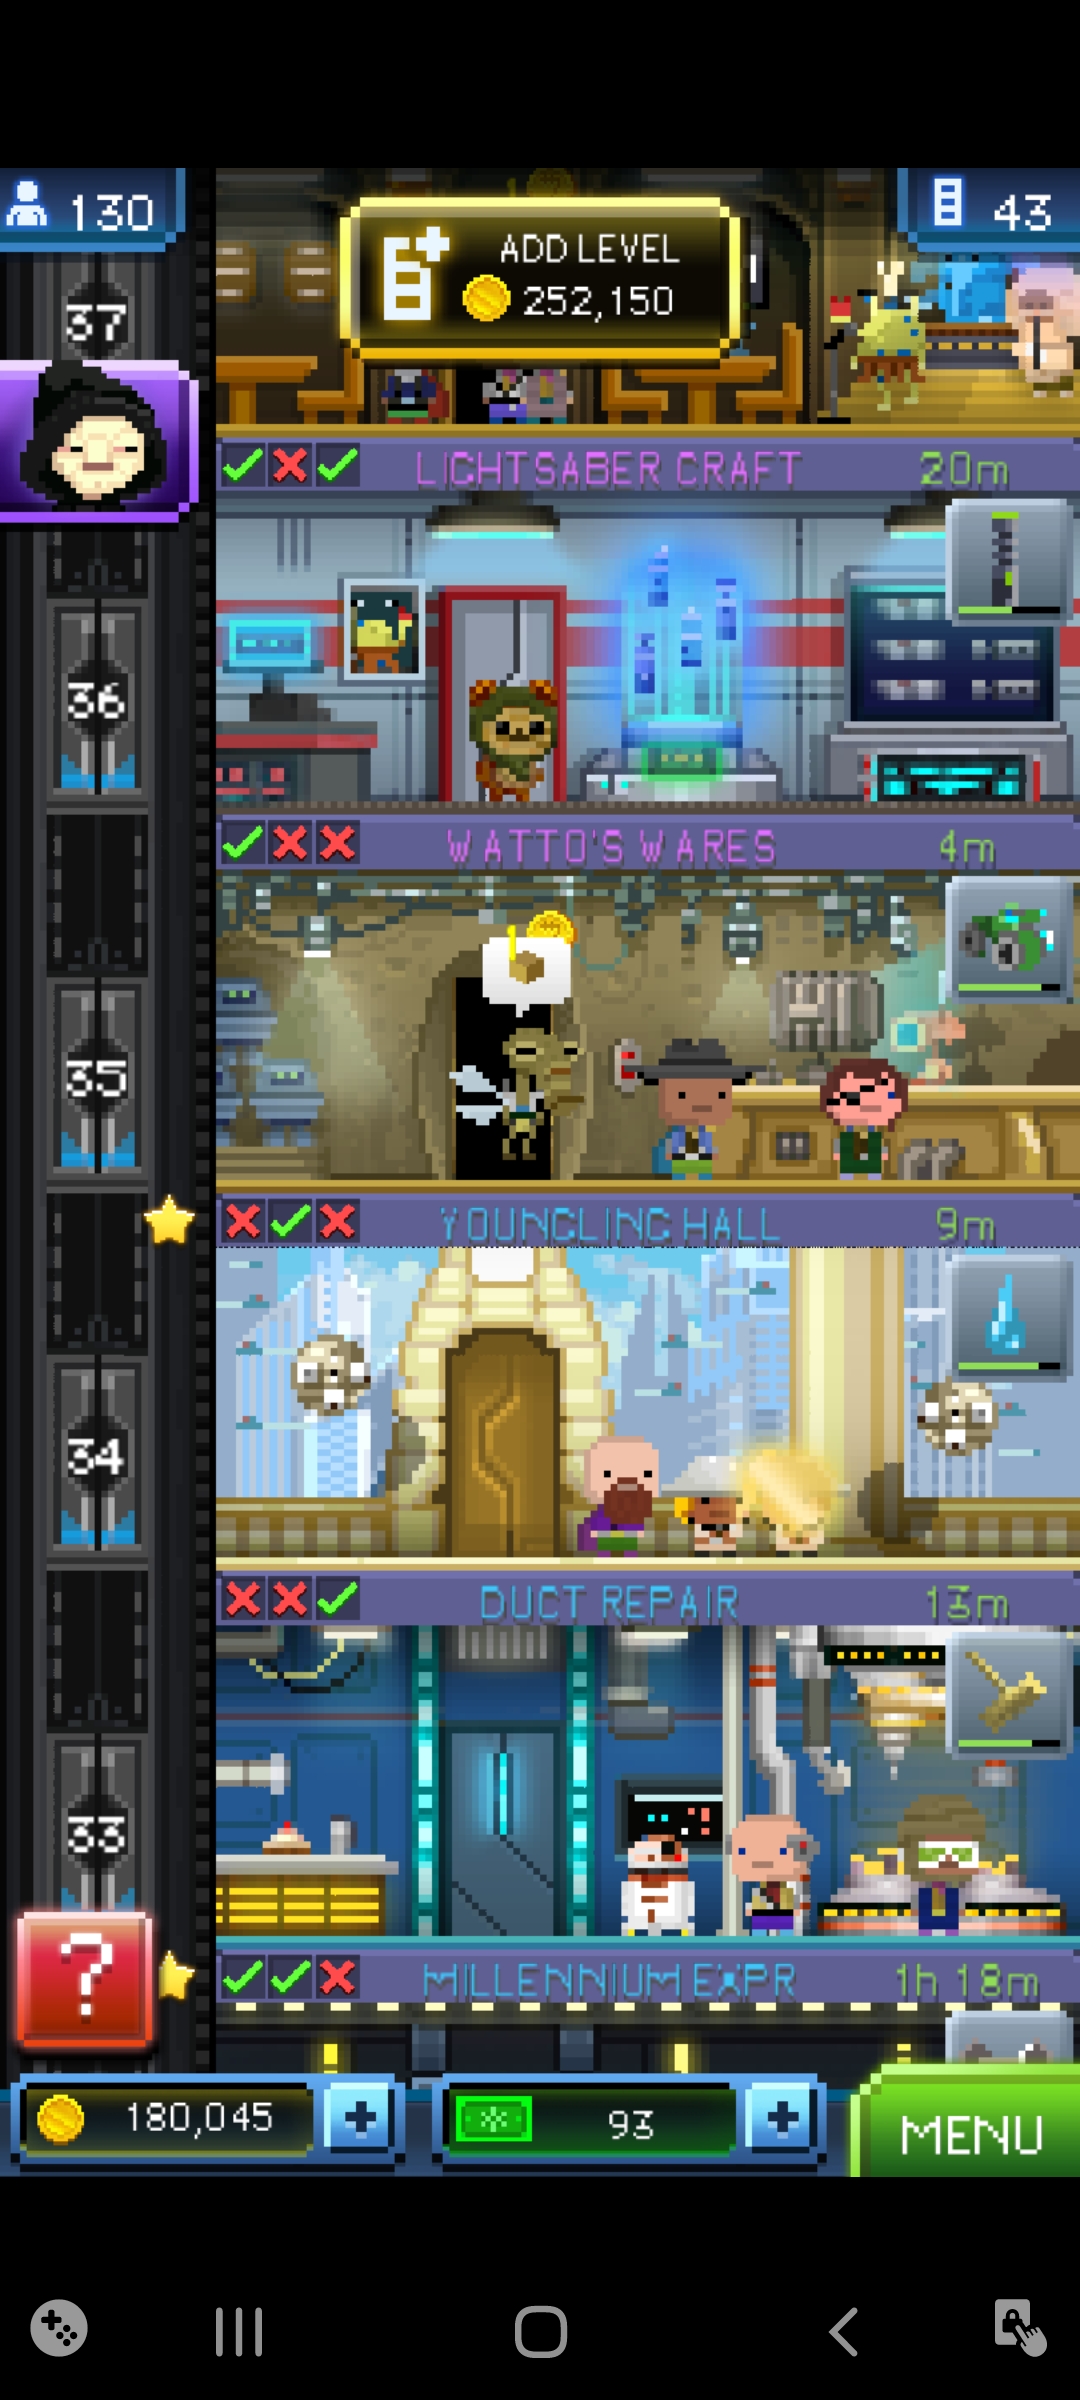 130
ADD LEVEL
252,150
43
37
LIGHTSABER CRAFT
20m
36
WATTO'S WARES
4m
35
YOUNGLING HALL
9m
34
DUCT REPAIR
13m
33
?
MILLENNIUM EXPR
1h 18m
180,045
+
93
+
MENU